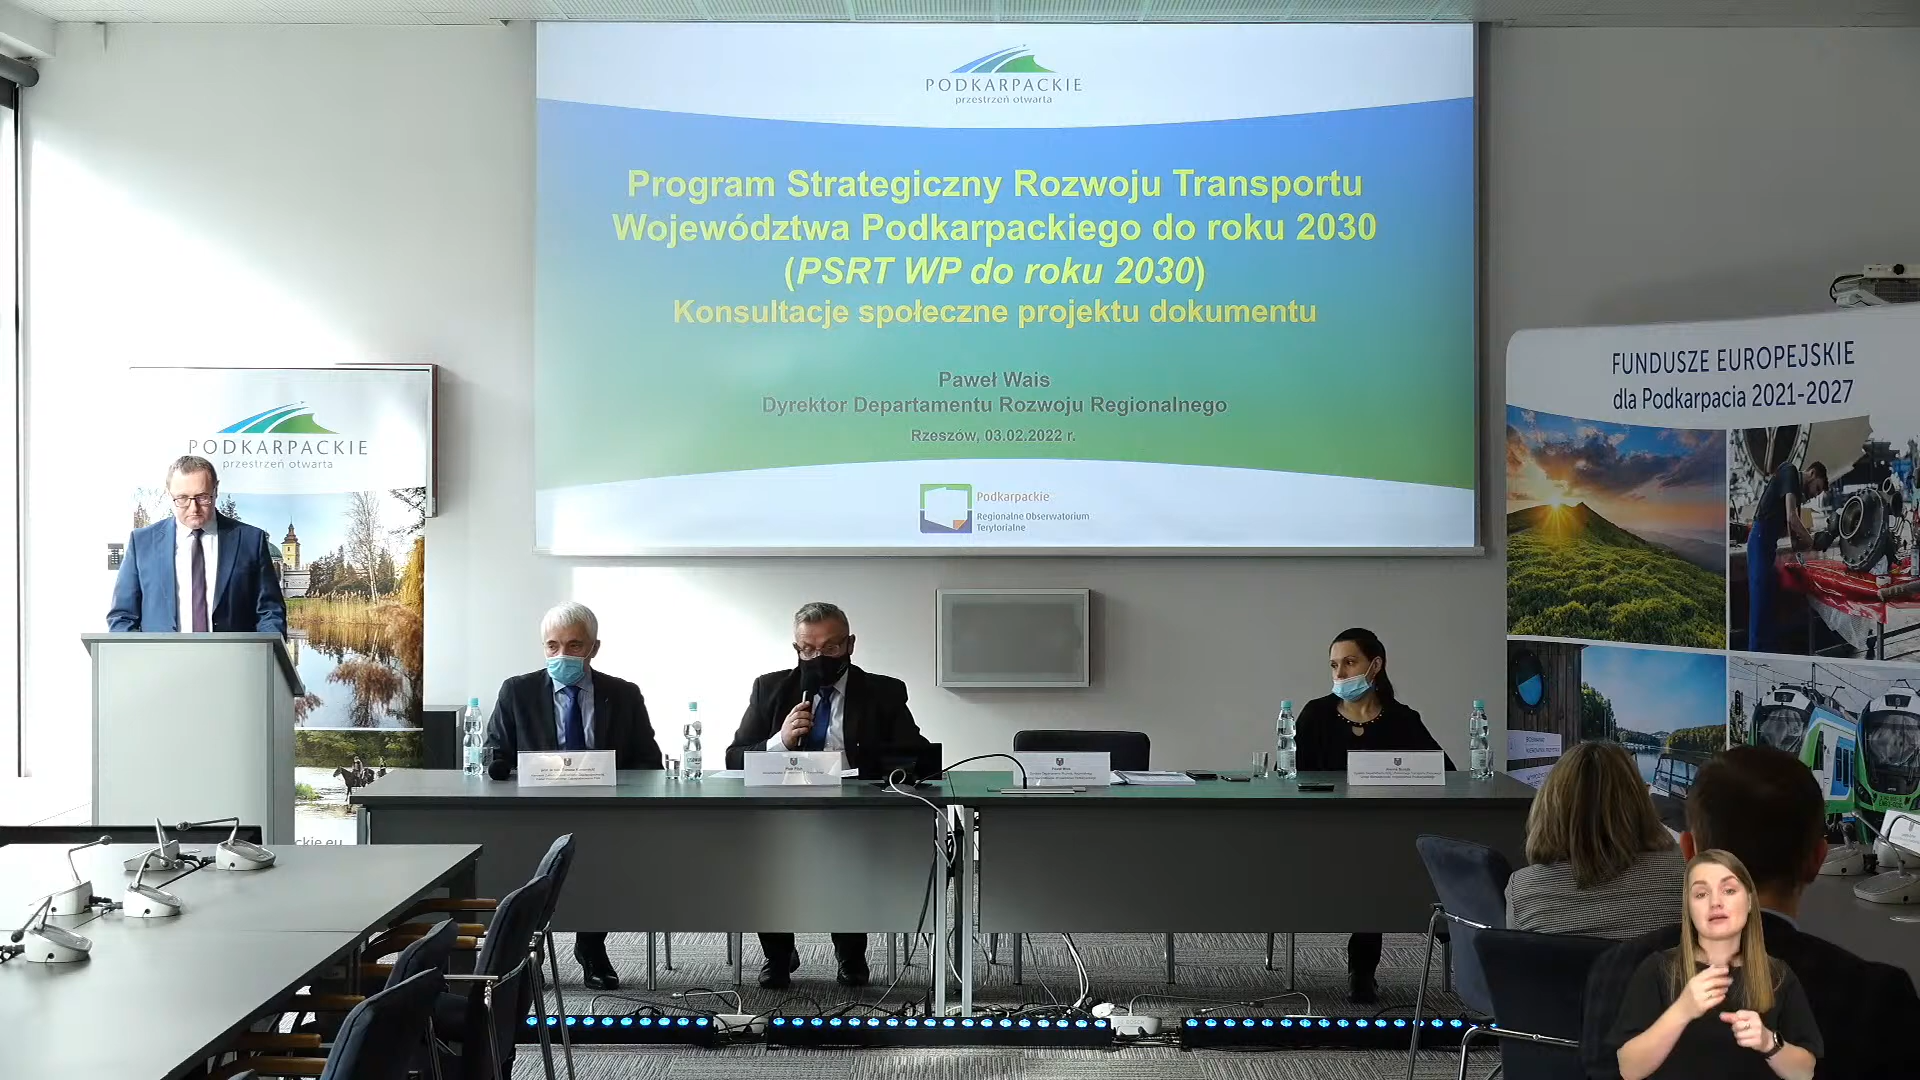 PODKARPACKIE
przestrzeń otwarta
Program Strategiczny Rozwoju Transportu
Województwa Podkarpackiego do roku 2030
(PSRT WP do roku 2030)
Konsultacje społeczne projektu dokumentu
Paweł Wais
Dyrektor Departamentu Rozwoju Regionalnego
Rzeszów, 03.02.2022 r.
Podkarpackie
Regionalne Obserwatorium
Terytorialne
PODKARPACKIE
przestrzeń otwarta
ckie.eu
FUNDUSZE EUROPEJSKIE
dla Podkarpacia 2021-2027